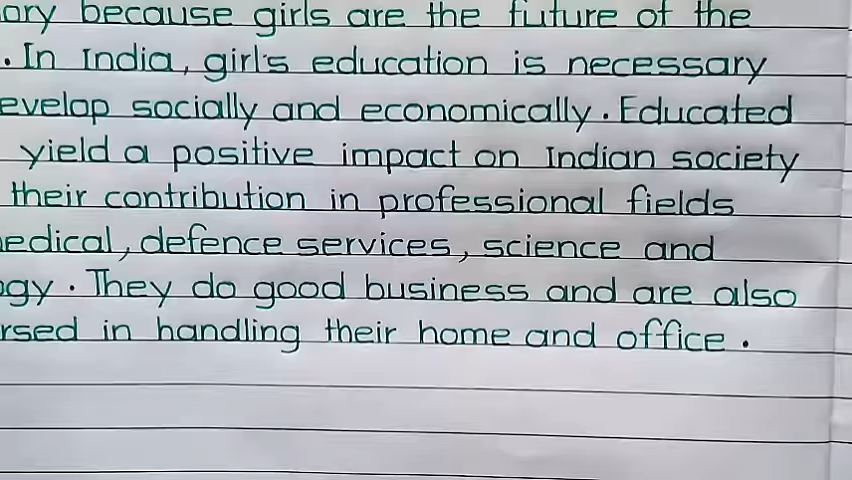 ary because girls are the future of the
. In India, girl's education is necessary
evelop socially and economically. Educated
yield a positive impact on Indian society
their contribution in professional fields
edical, defence services, science and
ogy. They do good business and are also
rsed in handling their home and office.